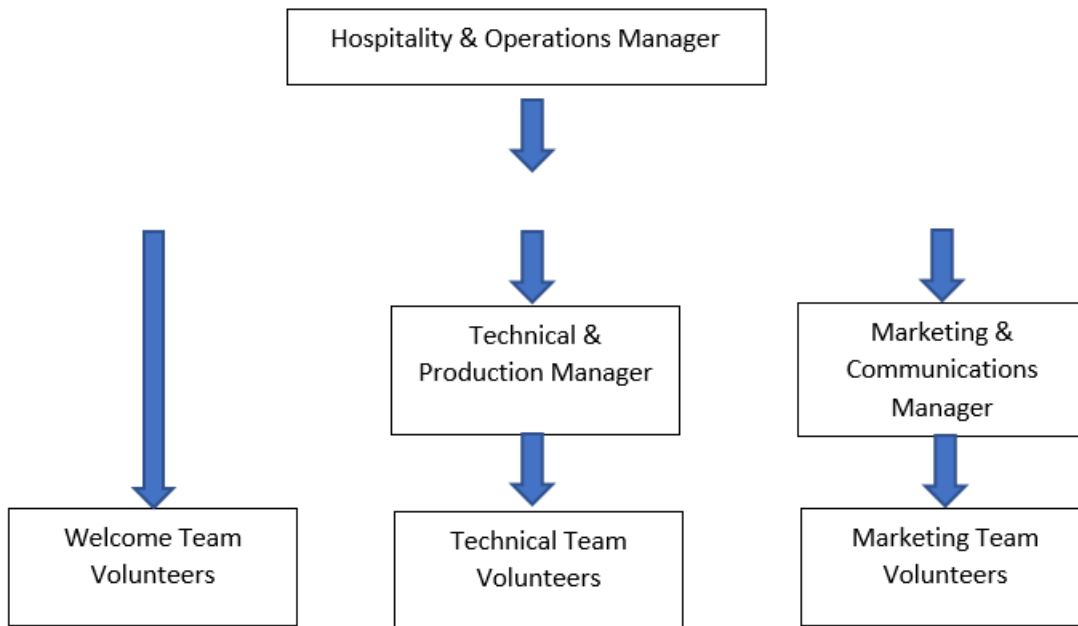 Hospitality & Operations Manager
Technical &
Production Manager
Marketing &
Communications
Manager
Welcome Team
Volunteers
Technical Team
Volunteers
Marketing Team
Volunteers